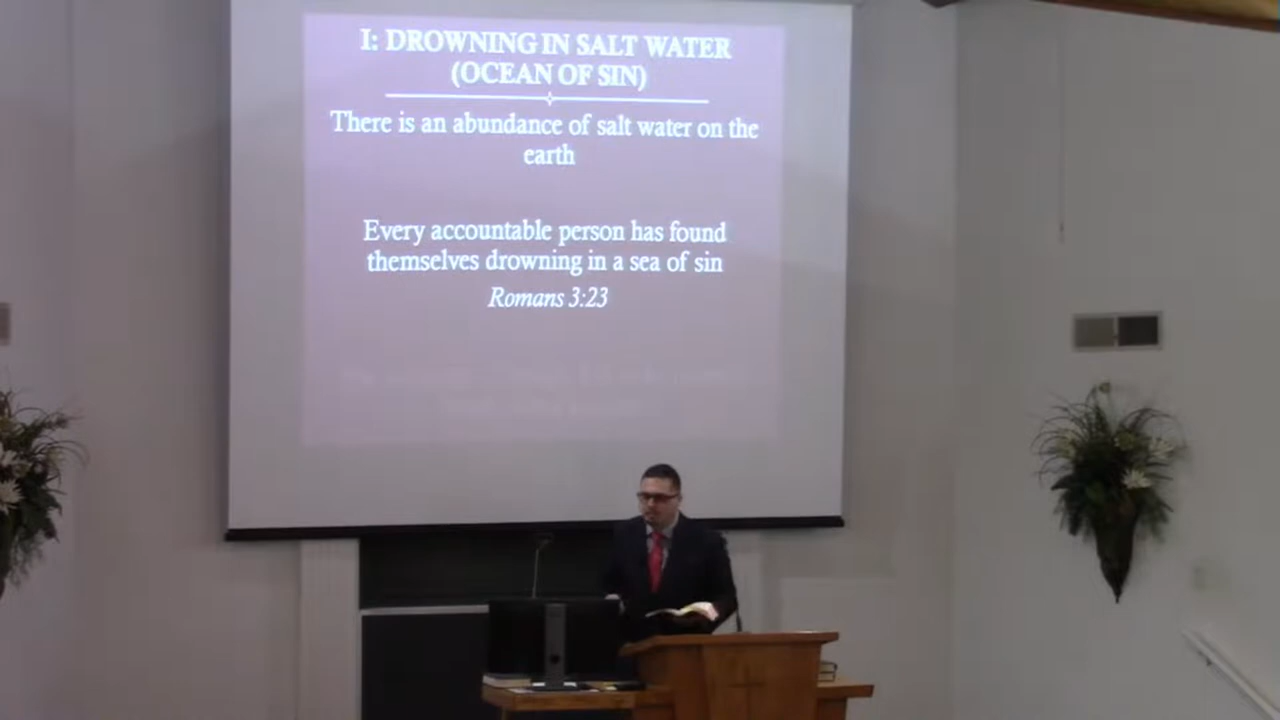 I: DROWNING IN SALT WATER
(OCEAN OF SIN)
There is an abundance of salt water on the
earth
Every accountable person has found
themselves drowning in a sea of sin
Romans 3:23